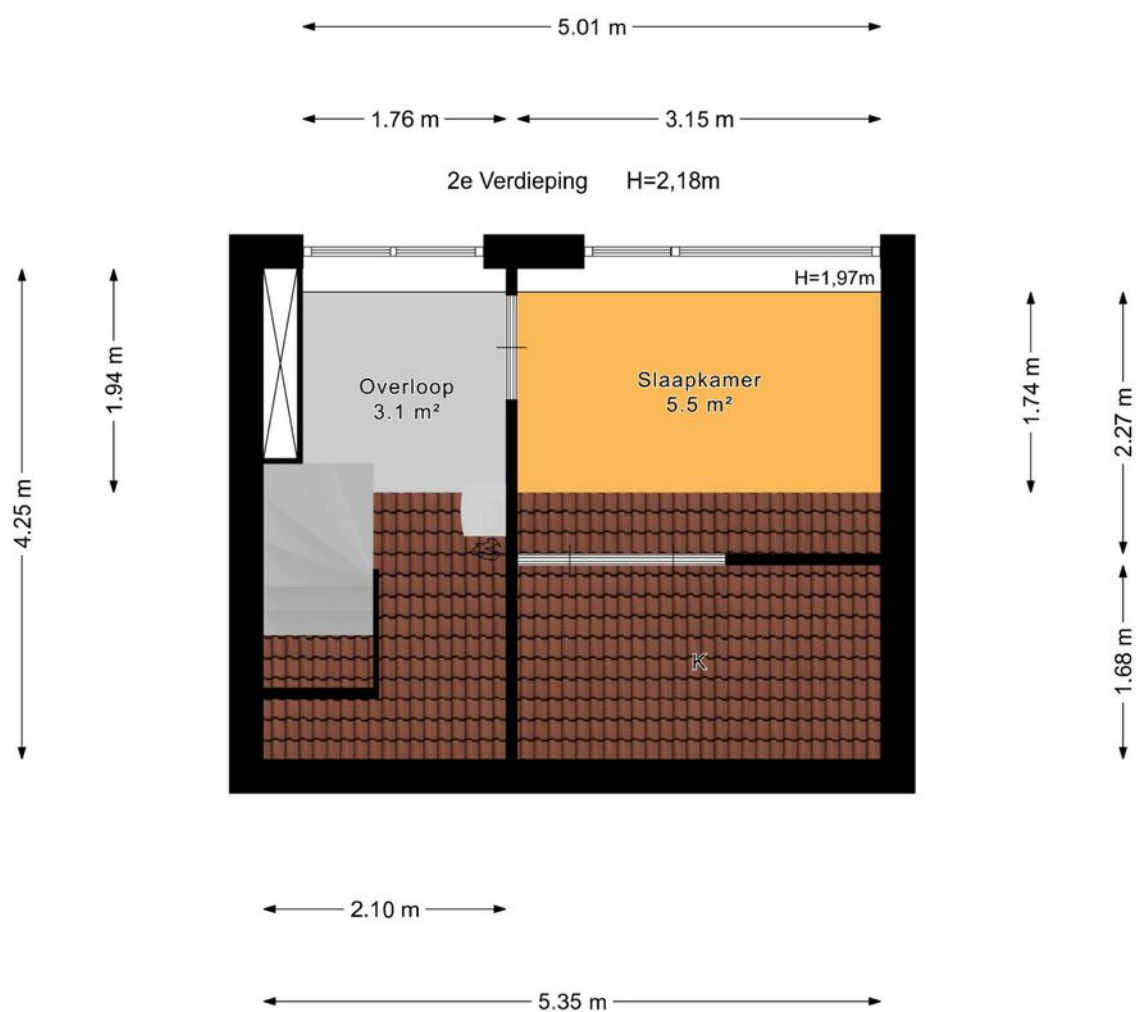 5.01 m
1.76 m
3.15 m
2e Verdieping H=2,18m
H=1,97m
4.25 m
1.94 m
Overloop
3.1 m²
Slaapkamer
5.5 m²
1.74 m
2.27 m
K
1.68 m
2.10 m
5.35 m